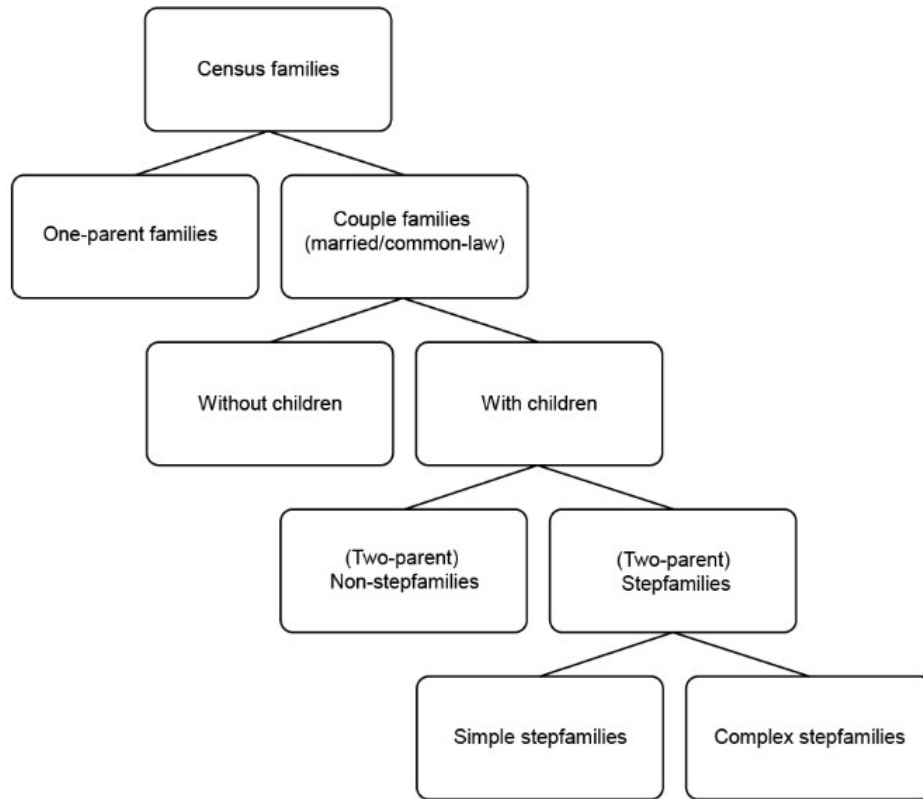 Census families
One-parent families
Couple families
(married/common-law)
Without children
With children
(Two-parent)
Non-stepfamilies
(Two-parent)
Stepfamilies
Simple stepfamilies
Complex stepfamilies